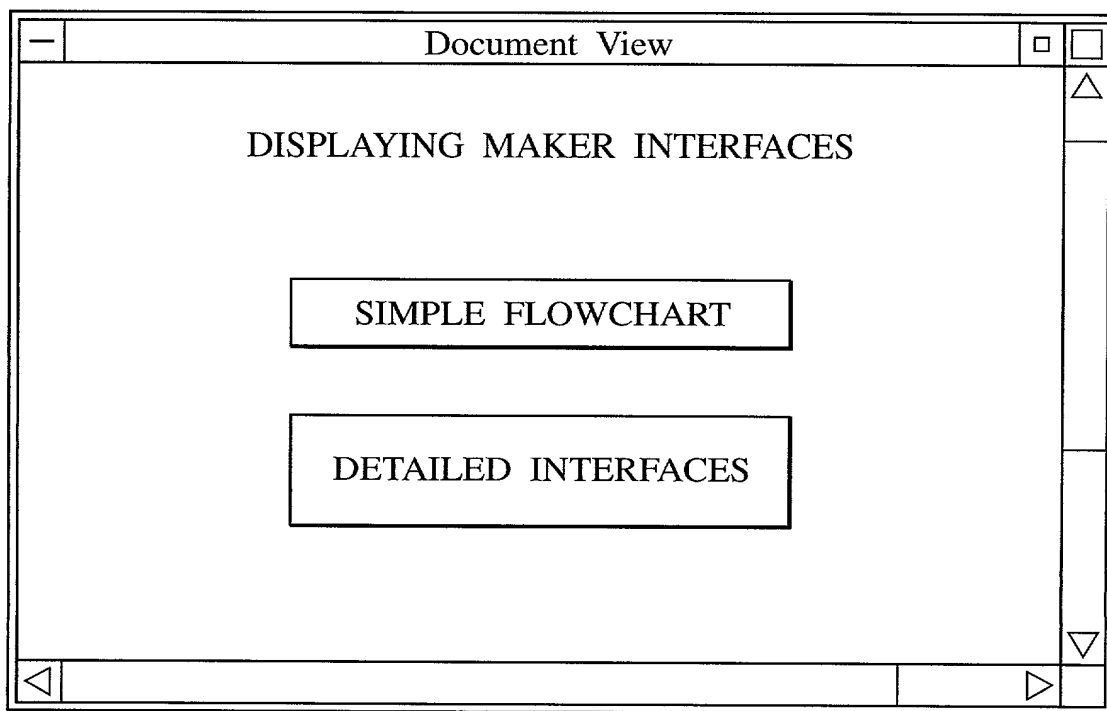 Document View
DISPLAYING MAKER INTERFACES
SIMPLE FLOWCHART
DETAILED INTERFACES